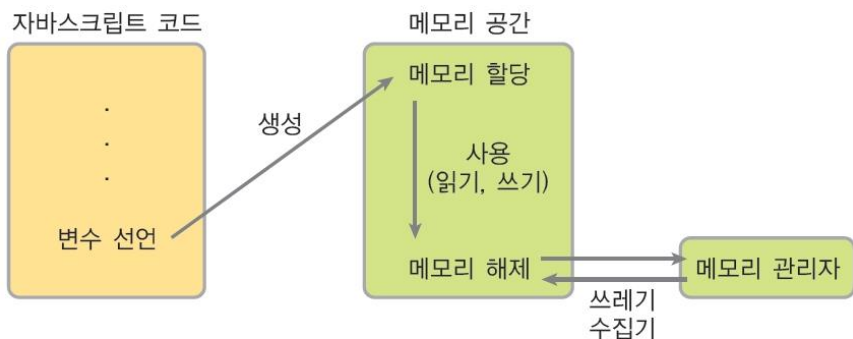 자바스크립트 코드
메모리 공간
.
.
.
변수 선언
생성
메모리 할당
사용
(읽기, 쓰기)
메모리 해제
쓰레기
수집기
메모리 관리자